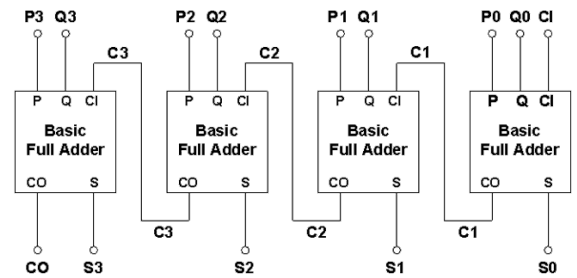 P3 Q3 P2 Q2 P1 Q1 P0 Q0 CI
C3 C2 C1
P Q CI P Q CI P Q CI P Q CI
Basic Basic Basic Basic
Full Adder Full Adder Full Adder Full Adder
CO S CO S CO S CO S
C3 C2 C1
CO S3 S2 S1 S0